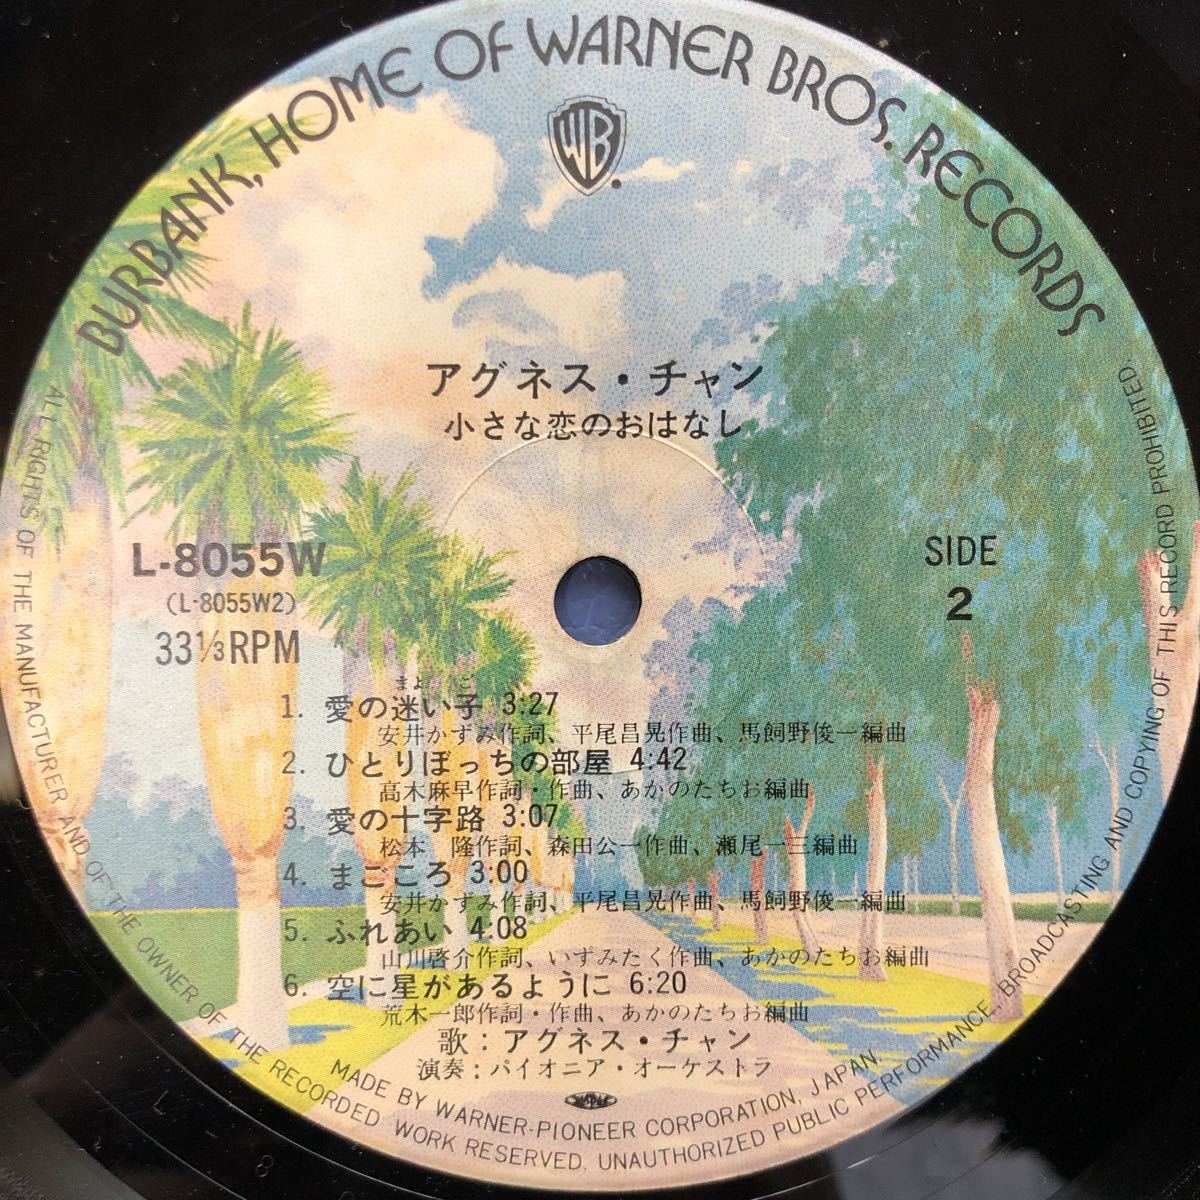 BURBANK, HOME OF WARNER BROS. RECORDS
WB
アグネス・チャン
小さな恋のおはなし
L-8055W
(L-8055W2)
33 1/3 RPM
SIDE
2
1. 愛の迷い子 3:27
まよ ご
安井かずみ作詞、平尾昌晃作曲、馬飼野俊一編曲
2. ひとりぼっちの部屋 4:42
高木麻早作詞・作曲、あかのたちお編曲
3. 愛の十字路 3:07
松本 隆作詞、森田公一作曲、瀬尾一三編曲
4. まごころ 3:00
安井かずみ作詞、平尾昌晃作曲、馬飼野俊一編曲
5. ふれあい 4:08
山川啓介作詞、いずみたく作曲、あかのたちお編曲
6. 空に星があるように 6:20
荒木一郎作詞・作曲、あかのたちお編曲
歌：アグネス・チャン
演奏：パイオニア・オーケストラ
MADE BY WARNER-PIONEER CORPORATION, JAPAN
ALL RIGHTS OF THE MANUFACTURER AND OF THE OWNER OF THE RECORDED WORK RESERVED. UNAUTHORIZED PUBLIC PERFORMANCE, BROADCASTING AND COPYING OF THIS RECORD PROHIBITED.